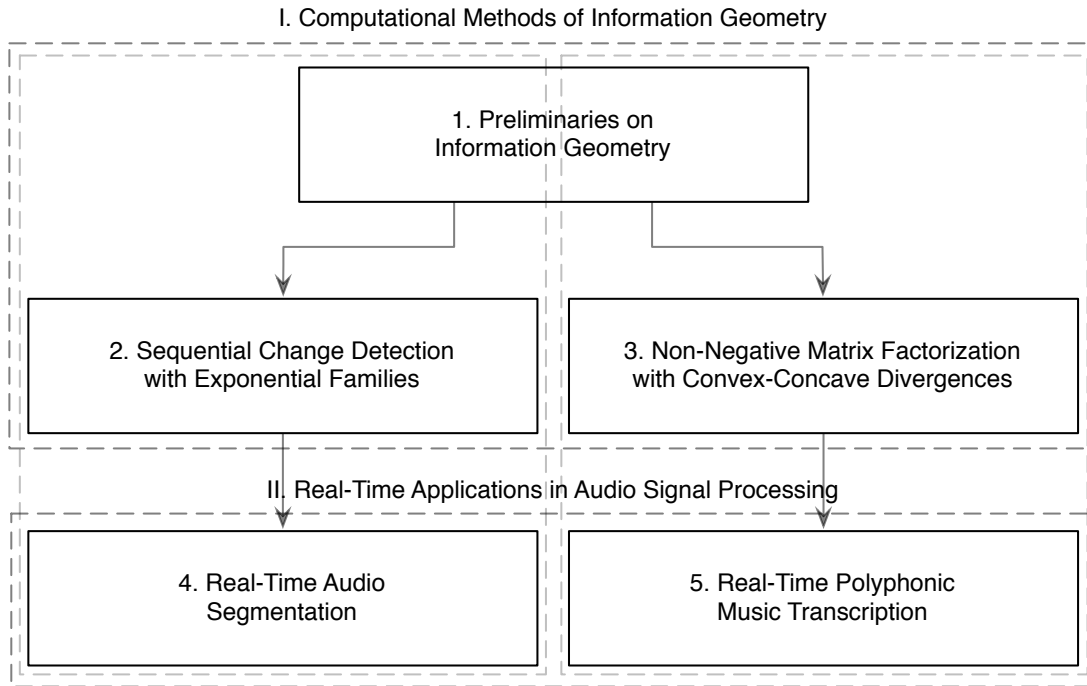 I. Computational Methods of Information Geometry
1. Preliminaries on
Information Geometry
2. Sequential Change Detection
with Exponential Families
3. Non-Negative Matrix Factorization
with Convex-Concave Divergences
II. Real-Time Applications in Audio Signal Processing
4. Real-Time Audio
Segmentation
5. Real-Time Polyphonic
Music Transcription